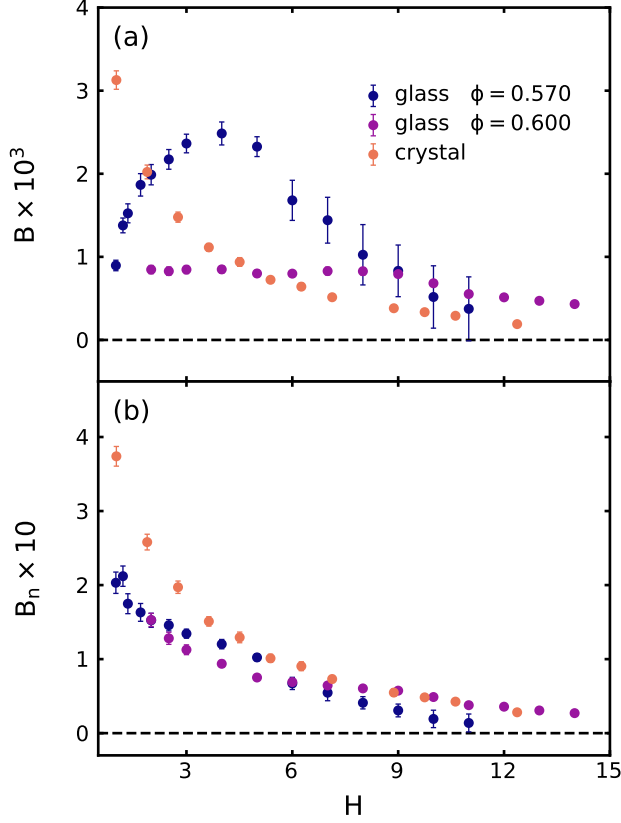 (a)
4
3
2
1
0
B × 10³
glass ϕ = 0.570
glass ϕ = 0.600
crystal
(b)
4
3
2
1
0
Bₙ × 10
3 6 9 12 15
H